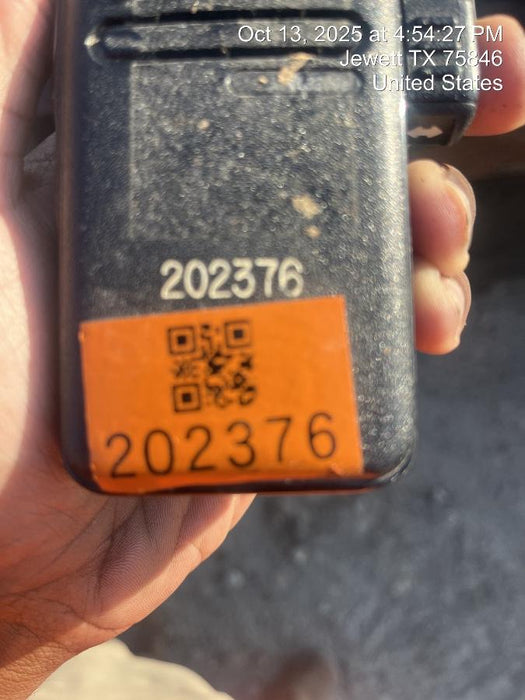 Oct 13, 2025 at 4:54:27 PM
Jewett TX 75846
United States
202376
202376